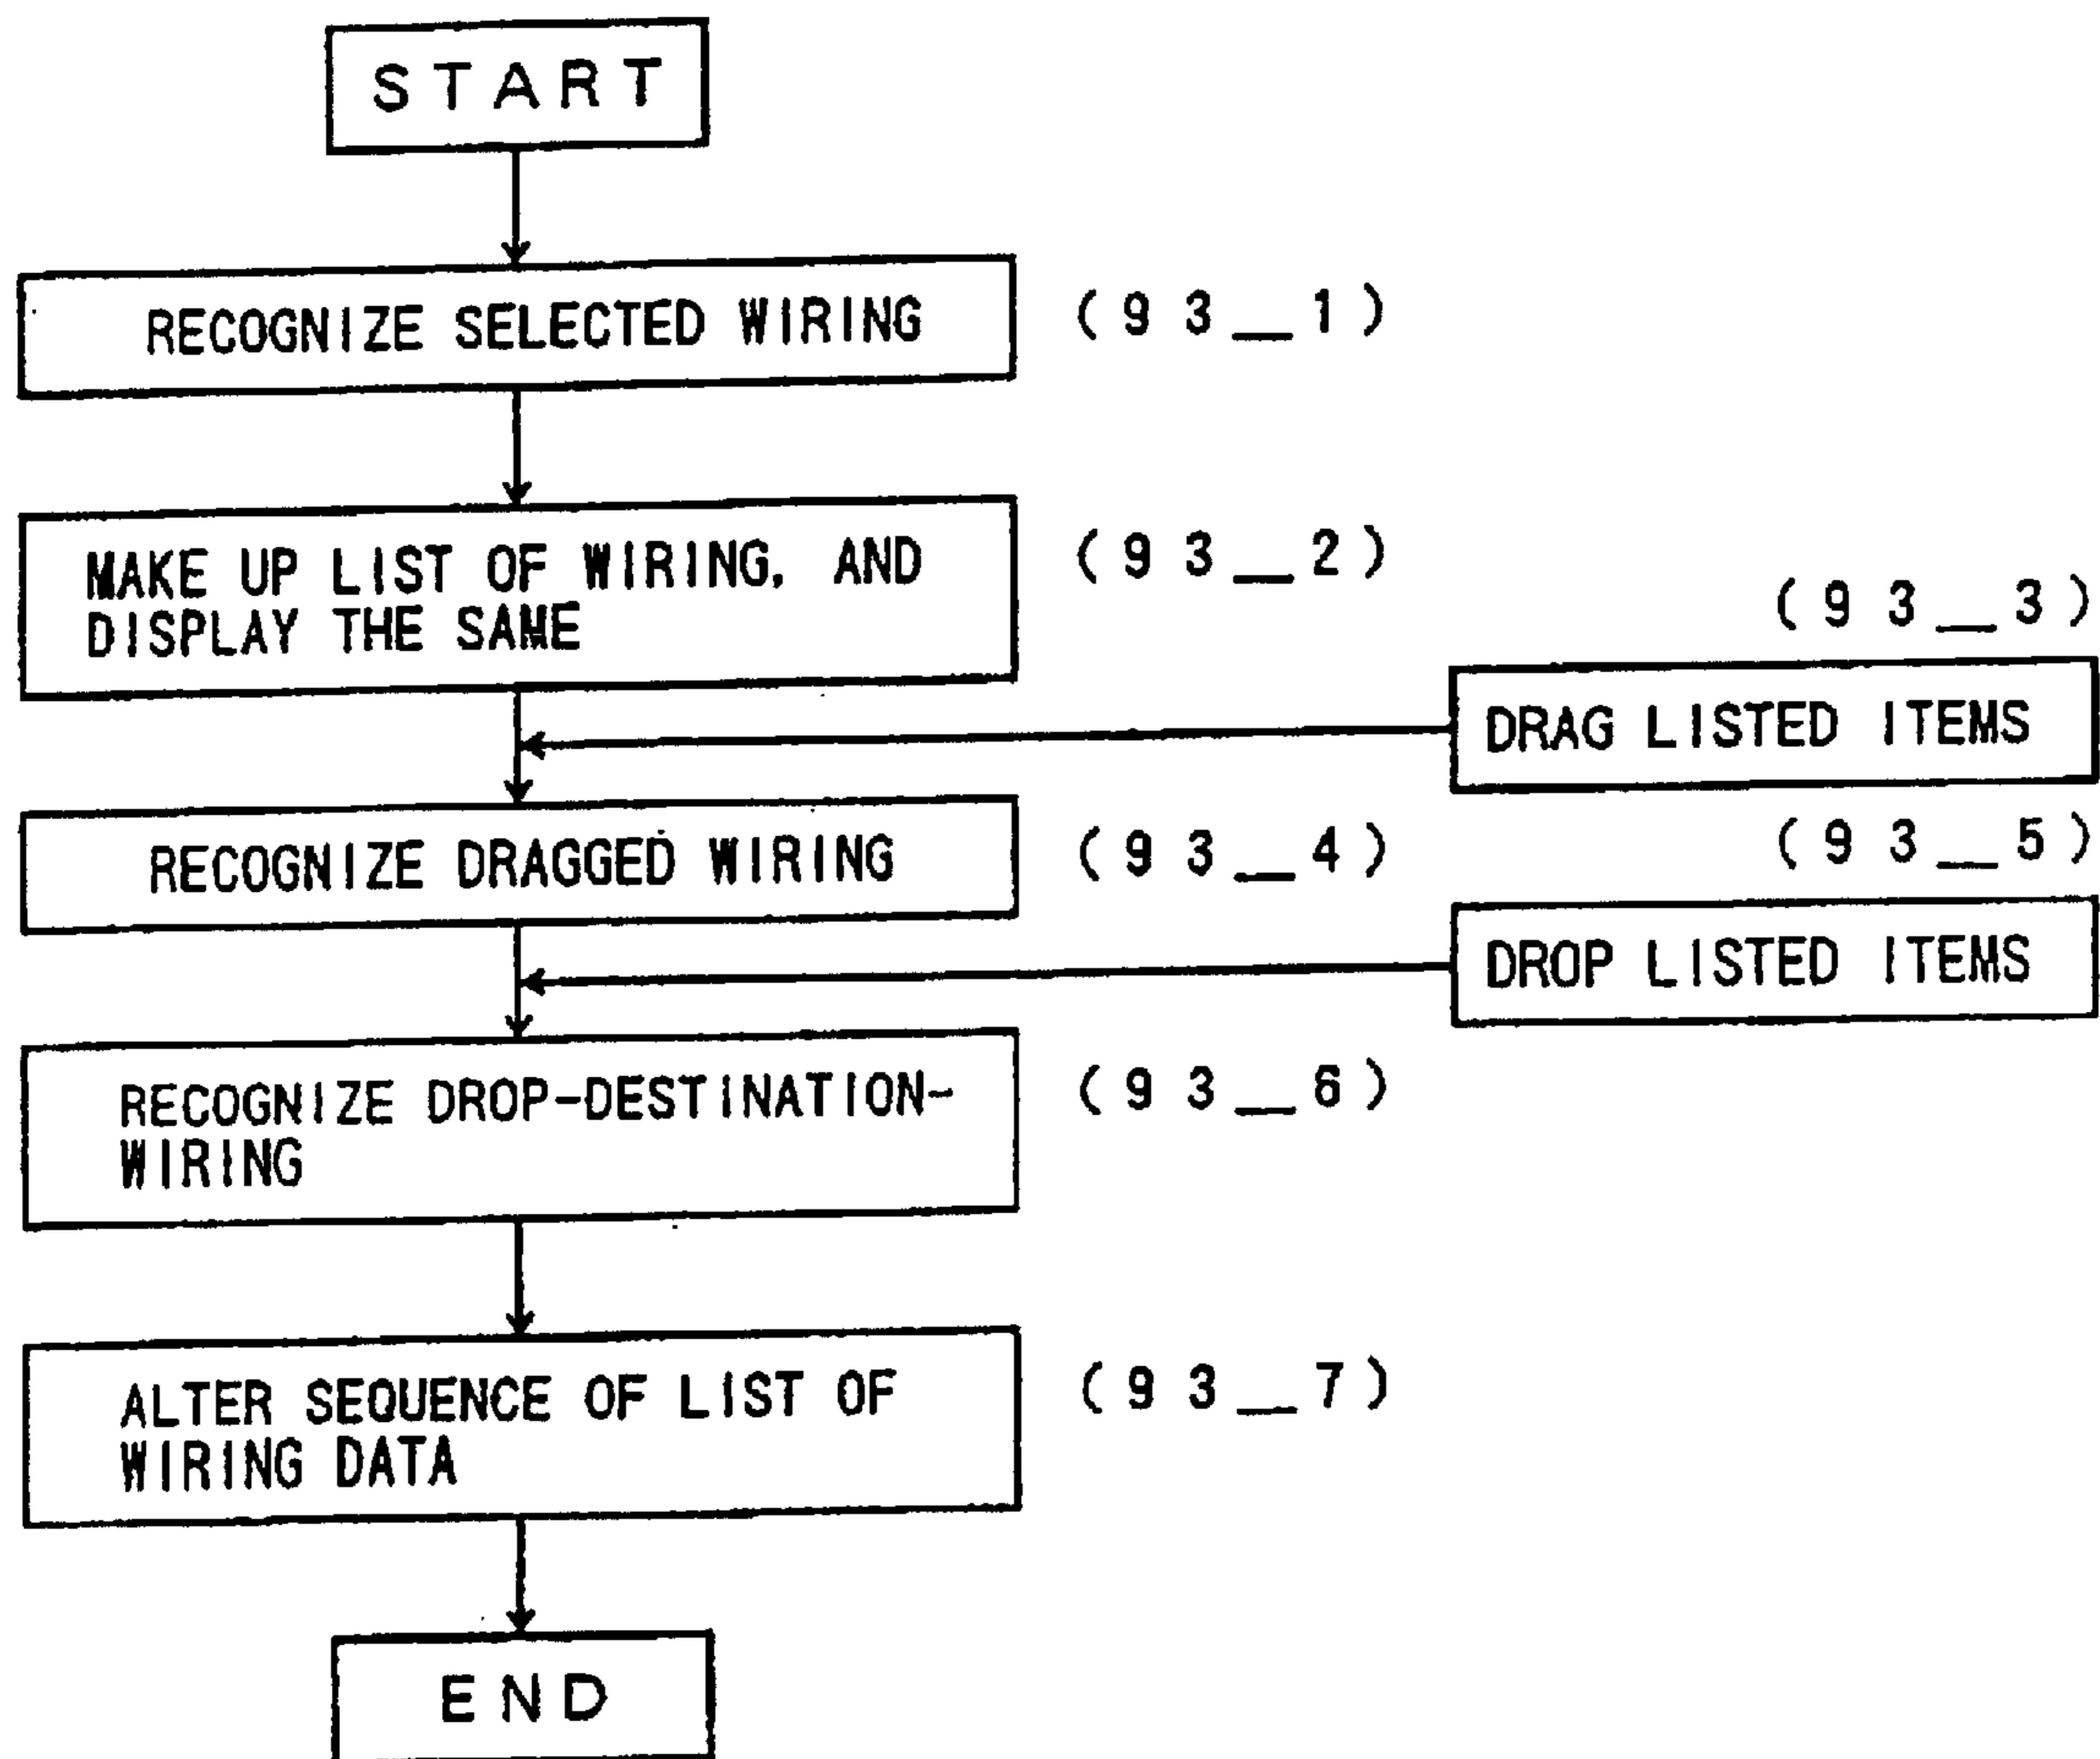 START
RECOGNIZE SELECTED WIRING
(93_1)
MAKE UP LIST OF WIRING, AND
DISPLAY THE SAME
(93_2)
(93_3)
DRAG LISTED ITEMS
RECOGNIZE DRAGGED WIRING
(93_4)
(93_5)
DROP LISTED ITEMS
RECOGNIZE DROP-DESTINATION-
WIRING
(93_6)
ALTER SEQUENCE OF LIST OF
WIRING DATA
(93_7)
END